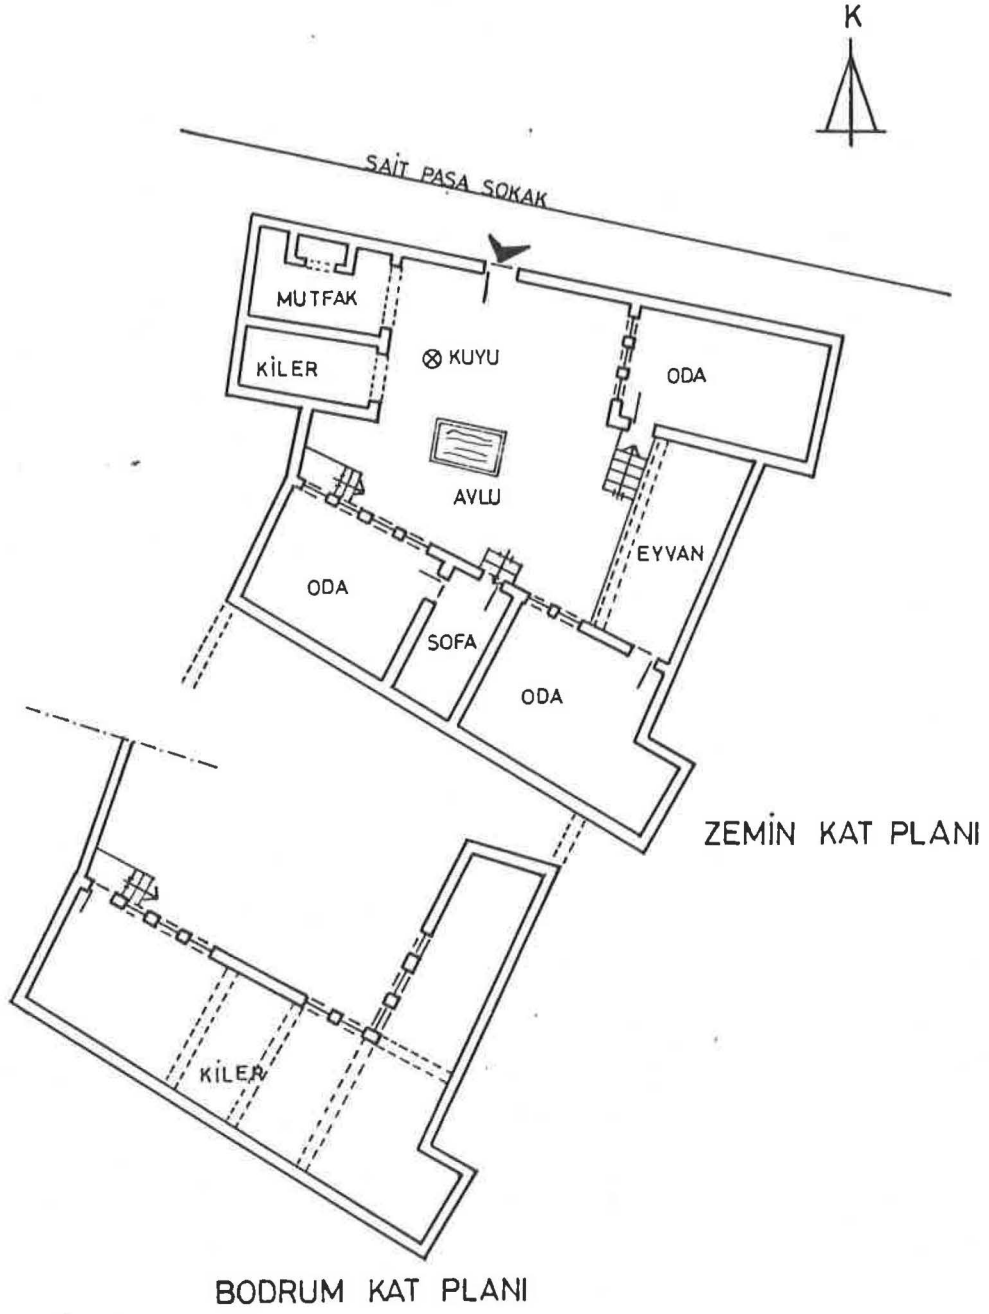 K
SAİT PAŞA SOKAK
MUTFAK
KİLER
KUYU
ODA
AVLU
EYVAN
ODA
SOFA
ODA
ZEMİN KAT PLANI
KİLER
BODRUM KAT PLANI